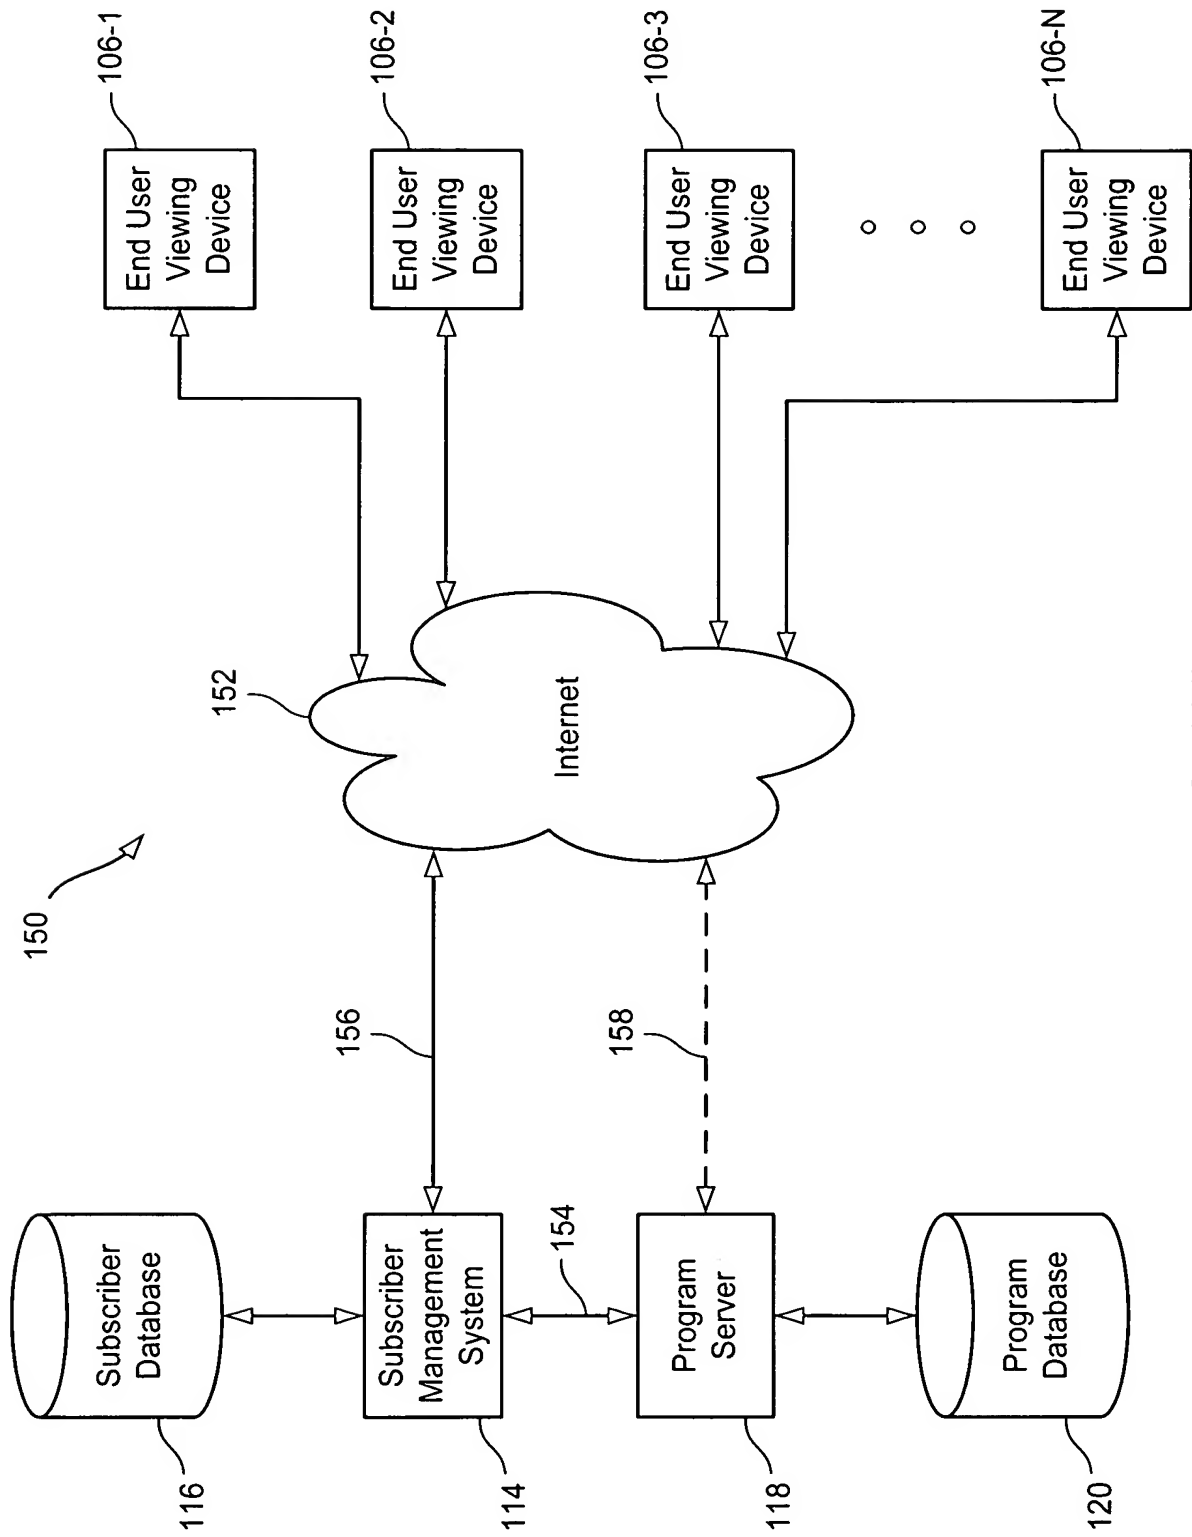 150
116
Subscriber
Database
114
Subscriber
Management
System
154
118
Program
Server
120
Program
Database
156
158
152
Internet
106-1
End User
Viewing
Device
106-2
End User
Viewing
Device
106-3
End User
Viewing
Device
106-N
End User
Viewing
Device